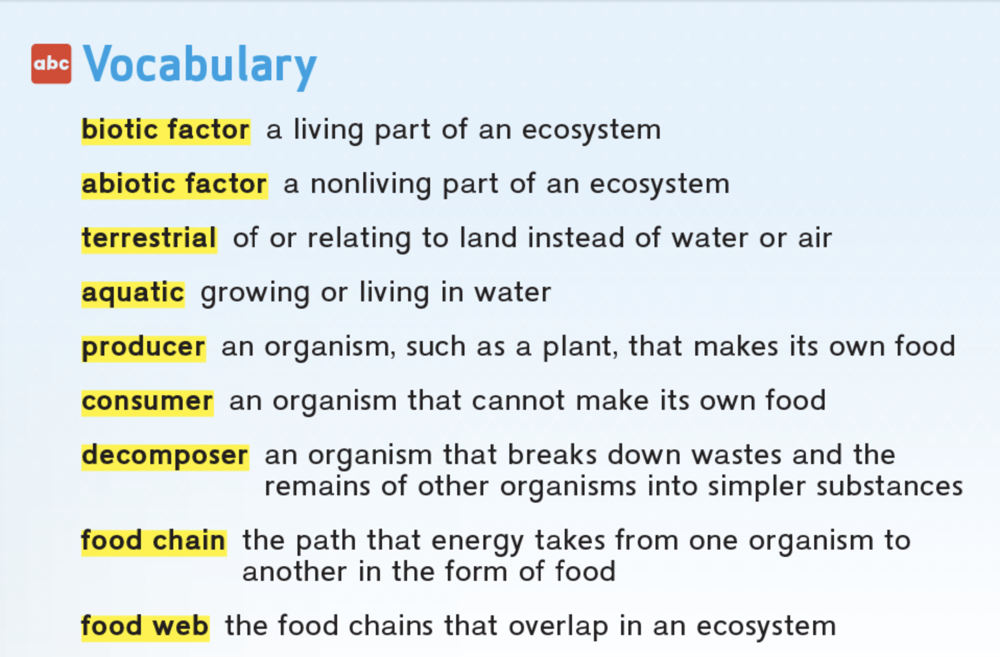 abc Vocabulary
biotic factor a living part of an ecosystem
abiotic factor a nonliving part of an ecosystem
terrestrial of or relating to land instead of water or air
aquatic growing or living in water
producer an organism, such as a plant, that makes its own food
consumer an organism that cannot make its own food
decomposer an organism that breaks down wastes and the
remains of other organisms into simpler substances
food chain the path that energy takes from one organism to
another in the form of food
food web the food chains that overlap in an ecosystem